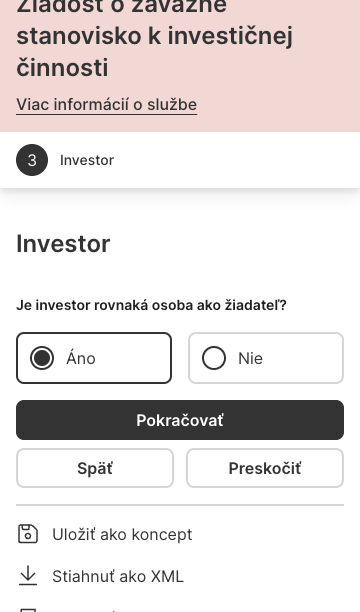 Žiadosť o záväzné
stanovisko k investičnej
činnosti
Viac informácií o službe
3 Investor
Investor
Je investor rovnaká osoba ako žiadateľ?
Áno
Nie
Pokračovať
Späť
Preskočiť
Uložiť ako koncept
Stiahnuť ako XML